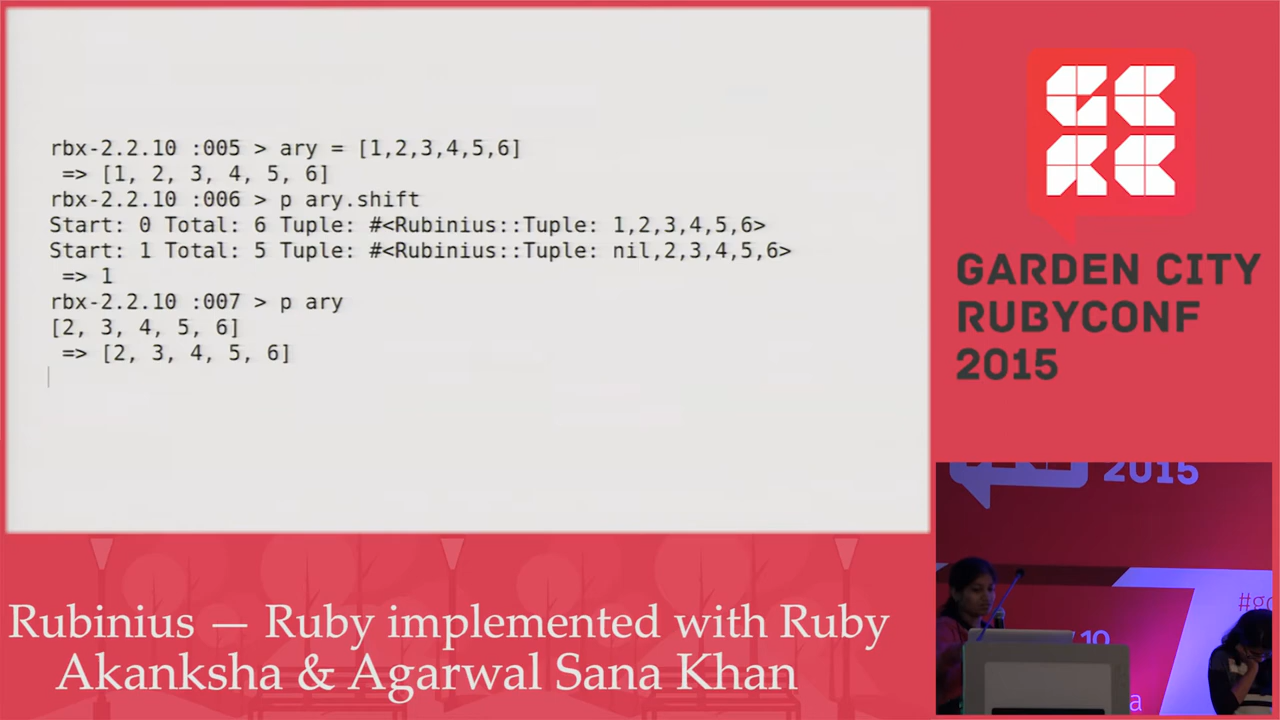 rbx-2.2.10 :005 > ary = [1,2,3,4,5,6]
 => [1, 2, 3, 4, 5, 6]
rbx-2.2.10 :006 > p ary.shift
Start: 0 Total: 6 Tuple: #<Rubinius::Tuple: 1,2,3,4,5,6>
Start: 1 Total: 5 Tuple: #<Rubinius::Tuple: nil,2,3,4,5,6>
 => 1
rbx-2.2.10 :007 > p ary
[2, 3, 4, 5, 6]
 => [2, 3, 4, 5, 6]
GARDEN CITY
RUBYCONF
2015
2015
Rubinius — Ruby implemented with Ruby
Akanksha & Agarwal Sana Khan